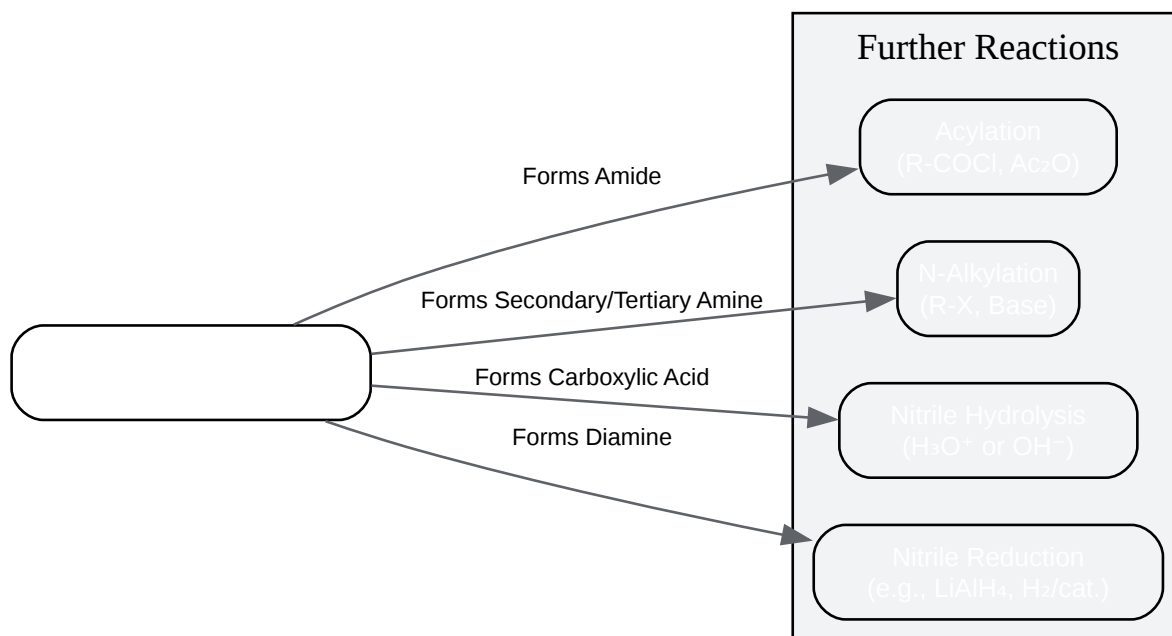 Further Reactions
Acylation
(R-COCl, Ac₂O)
Forms Amide
N-Alkylation
(R-X, Base)
Forms Secondary/Tertiary Amine
Forms Carboxylic Acid
Nitrile Hydrolysis
(H₃O⁺ or OH⁻)
Forms Diamine
Nitrile Reduction
(e.g., LiAlH₄, H₂/cat.)